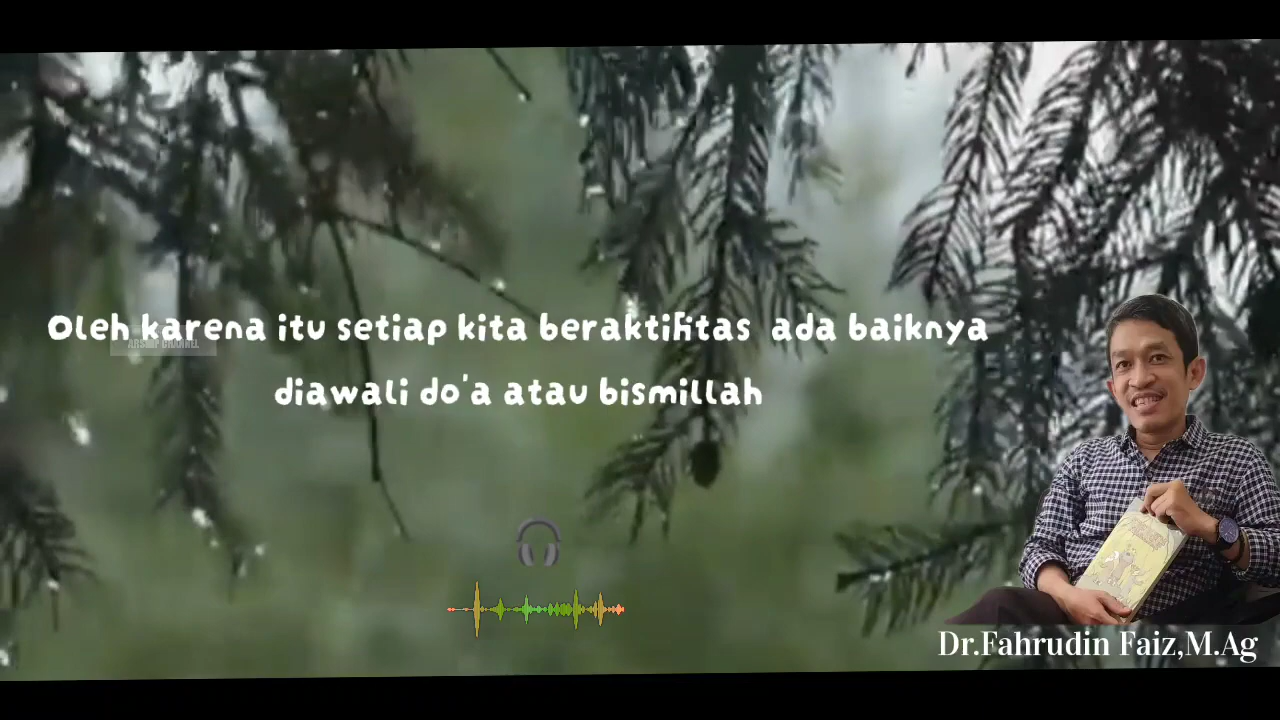 Oleh karena itu setiap kita beraktifitas ada baiknya
diawali do'a atau bismillah
Dr.Fahrudin Faiz,M.Ag